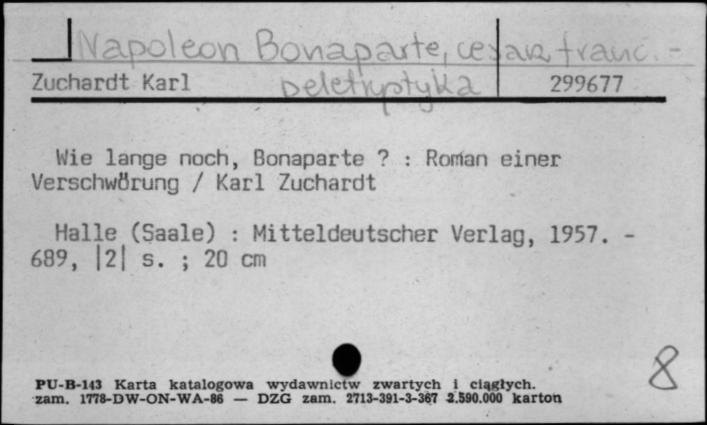 Napoleon Bonaparte, cesarz franc. -
Zuchardt Karl beletrystyka 299677
Wie lange noch, Bonaparte ? : Roman einer
Verschwörung / Karl Zuchardt
Halle (Saale) : Mitteldeutscher Verlag, 1957. -
689, |2| s. ; 20 cm
8
PU-B-143 Karta katalogowa wydawnictw zwartych i ciągłych.
zam. 1778-DW-ON-WA-86 — DZG zam. 2713-391-3-367 2.590.000 karton